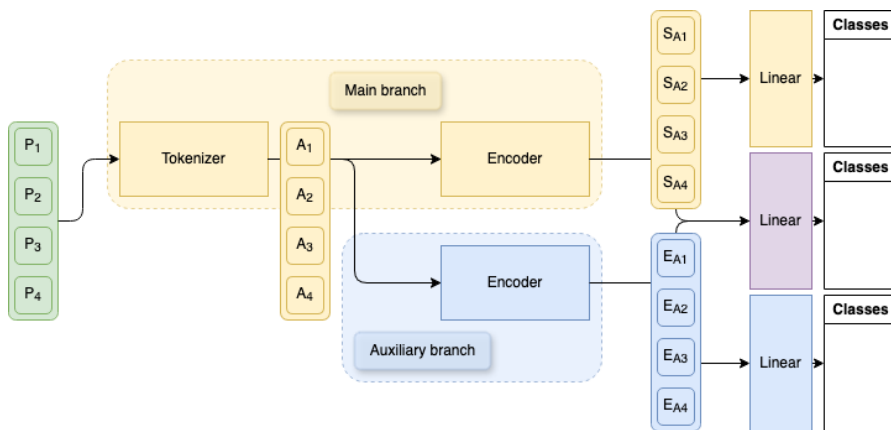 Main branch
P1
P2
P3
P4
Tokenizer
A1
A2
A3
A4
Encoder
Encoder
Auxiliary branch
SA1
SA2
SA3
SA4
EA1
EA2
EA3
EA4
Linear
Classes
Linear
Classes
Linear
Classes